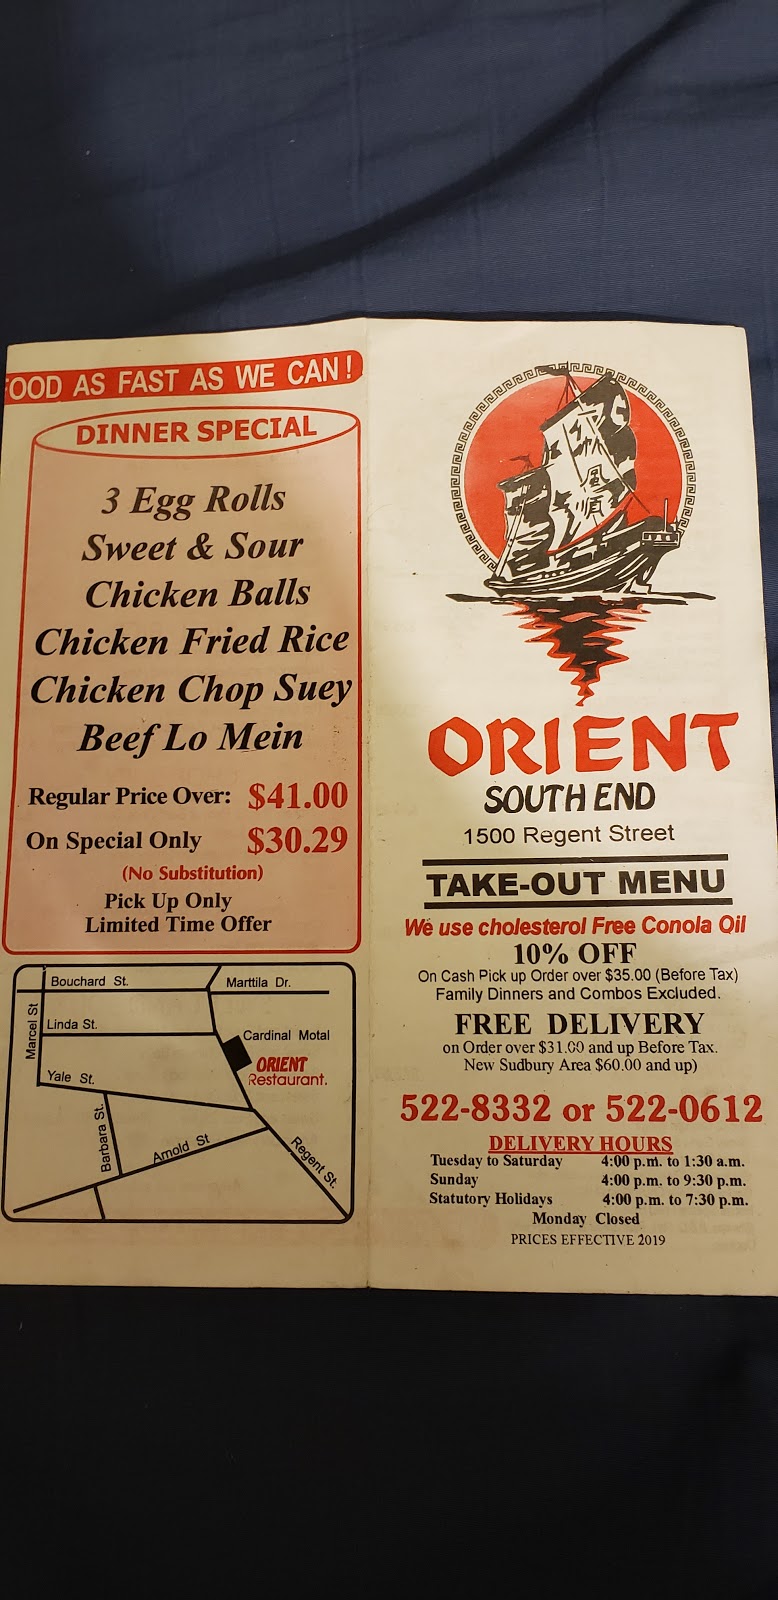 OOD AS FAST AS WE CAN!
DINNER SPECIAL
3 Egg Rolls
Sweet & Sour
Chicken Balls
Chicken Fried Rice
Chicken Chop Suey
Beef Lo Mein
Regular Price Over: $41.00
On Special Only $30.29
(No Substitution)
Pick Up Only
Limited Time Offer
Bouchard St.
Marttila Dr.
Marcel St
Linda St.
Cardinal Motal
ORIENT
Restaurant.
Yale St.
Barbara St.
Arnold St
Regent St.
風順
ORIENT
SOUTH END
1500 Regent Street
TAKE-OUT MENU
We use cholesterol Free Conola Oil
10% OFF
On Cash Pick up Order over $35.00 (Before Tax)
Family Dinners and Combos Excluded.
FREE DELIVERY
on Order over $31.00 and up Before Tax.
New Sudbury Area $60.00 and up)
522-8332 or 522-0612
DELIVERY HOURS
Tuesday to Saturday 4:00 p.m. to 1:30 a.m.
Sunday 4:00 p.m. to 9:30 p.m.
Statutory Holidays 4:00 p.m. to 7:30 p.m.
Monday Closed
PRICES EFFECTIVE 2019